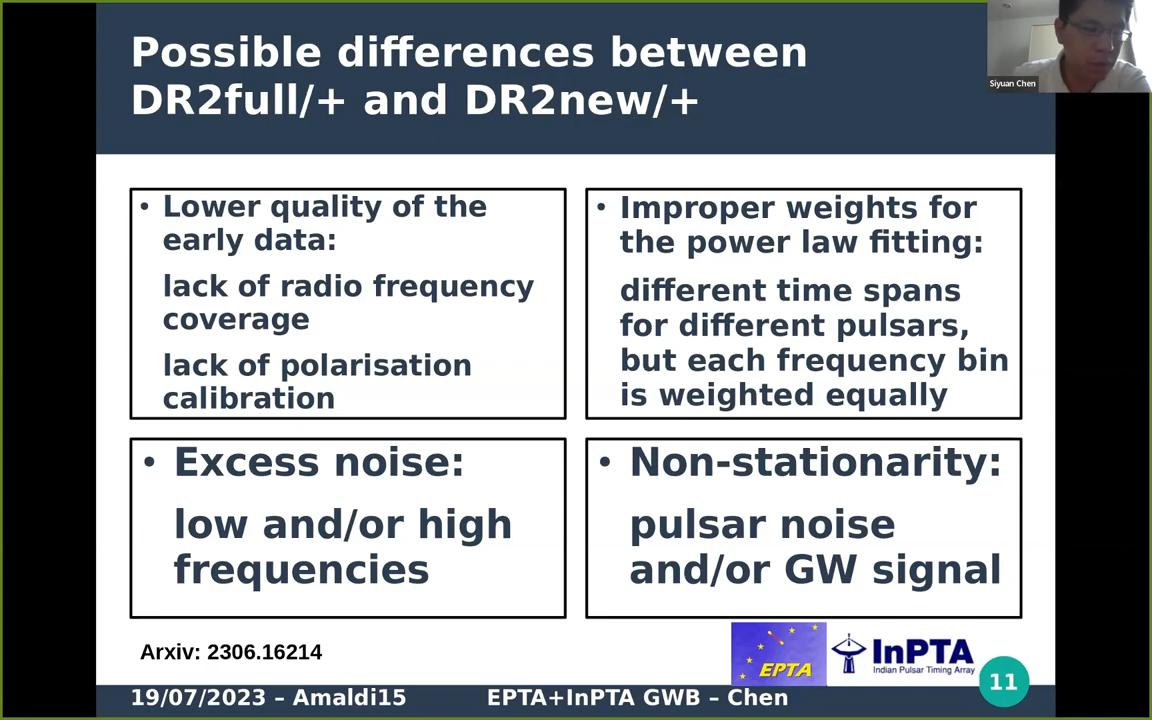 Possible differences between
DR2full/+ and DR2new/+
Siyuan Chen
• Lower quality of the
early data:
lack of radio frequency
coverage
lack of polarisation
calibration
• Improper weights for
the power law fitting:
different time spans
for different pulsars,
but each frequency bin
is weighted equally
• Excess noise:
low and/or high
frequencies
• Non-stationarity:
pulsar noise
and/or GW signal
Arxiv: 2306.16214
EPTA
InPTA
Indian Pulsar Timing Array
19/07/2023 – Amaldi15
EPTA+InPTA GWB – Chen
11